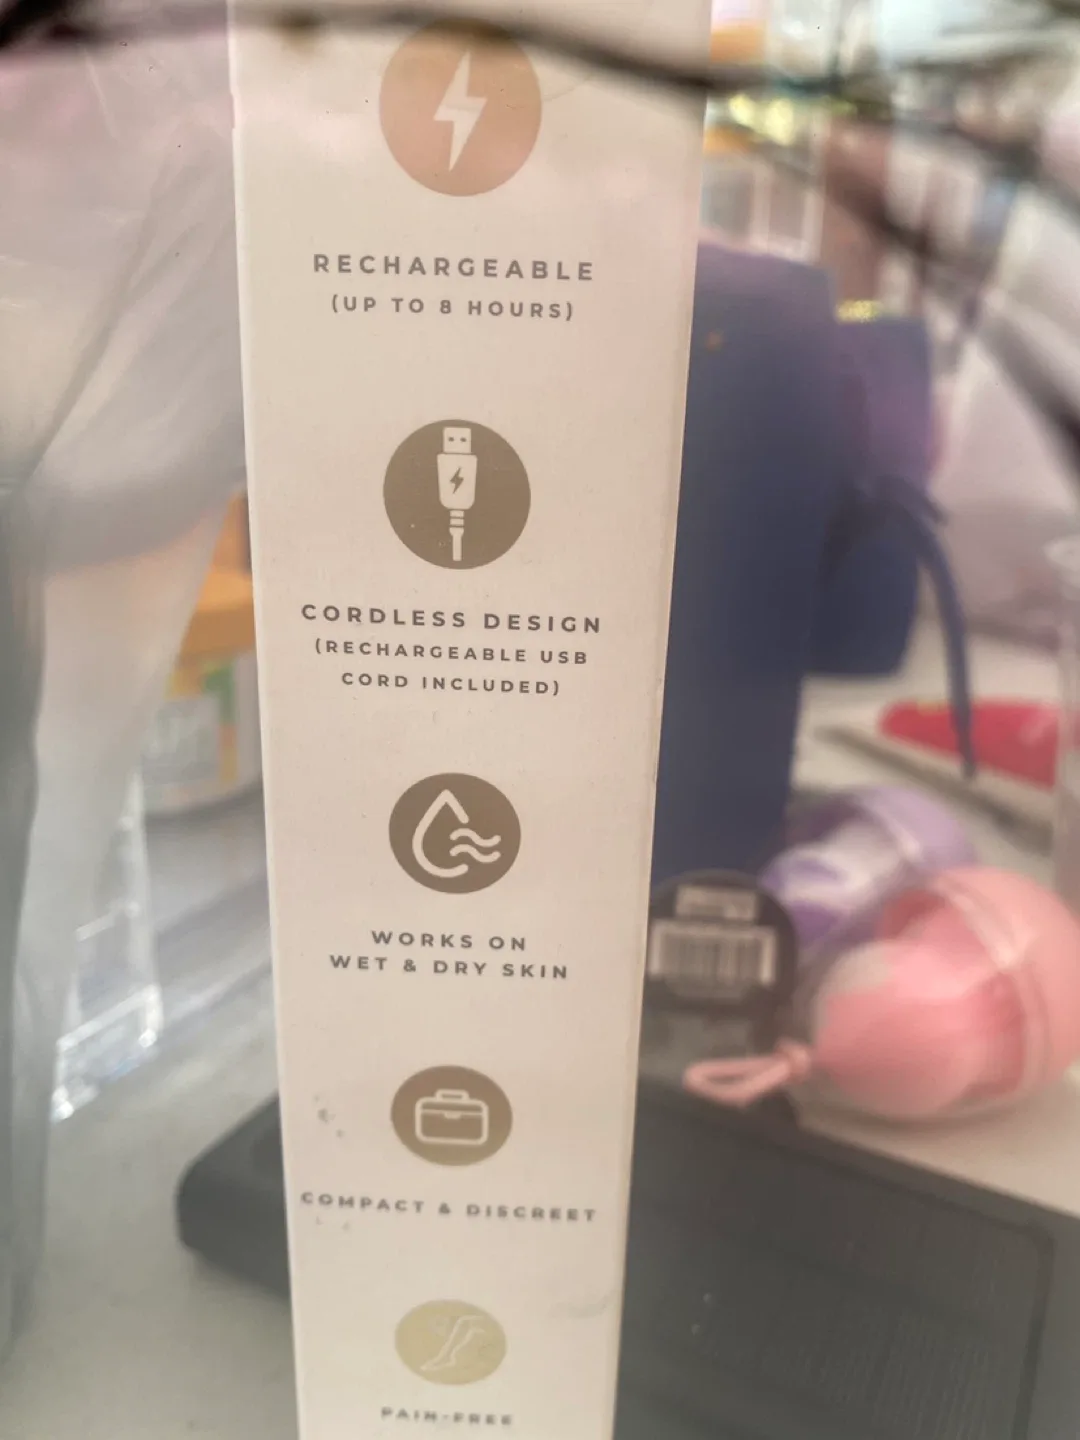 RECHARGEABLE
(UP TO 8 HOURS)
CORDLESS DESIGN
(RECHARGEABLE USB
CORD INCLUDED)
WORKS ON
WET & DRY SKIN
COMPACT & DISCREET
PAIN-FREE